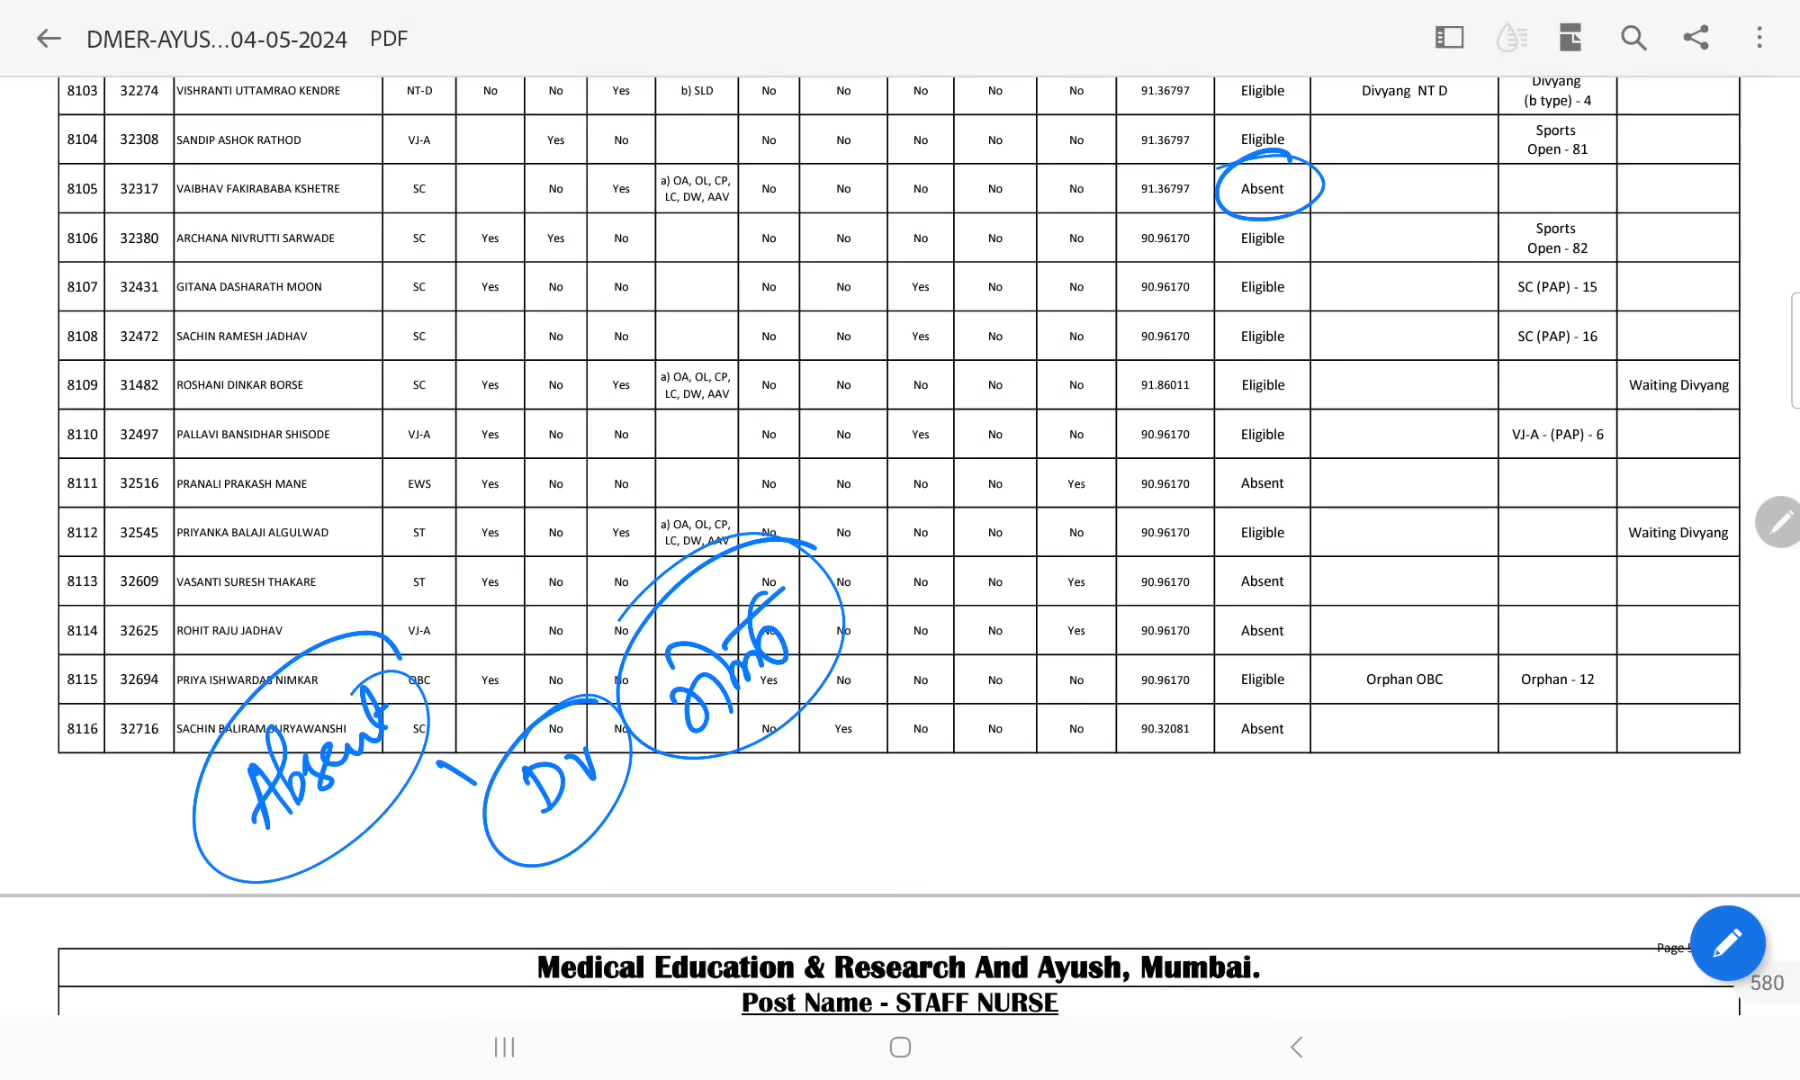 DMER-AYUS...04-05-2024 PDF
8103 32274 VISHRANTI UTTAMRAO KENDRE NT-D No No Yes b) SLD No No No No No 91.36797 Eligible Divyang NT D Divyang (b type) - 4
8104 32308 SANDIP ASHOK RATHOD VJ-A Yes No No No No No No 91.36797 Eligible Sports Open - 81
8105 32317 VAIBHAV FAKIRABABA KSHETRE SC No Yes a) OA, OL, CP, LC, DW, AAV No No No No No 91.36797 Absent
8106 32380 ARCHANA NIVRUTTI SARWADE SC Yes Yes No No No No No No 90.96170 Eligible Sports Open - 82
8107 32431 GITANA DASHARATH MOON SC Yes No No No No Yes No No 90.96170 Eligible SC (PAP) - 15
8108 32472 SACHIN RAMESH JADHAV SC No No No No Yes No No 90.96170 Eligible SC (PAP) - 16
8109 31482 ROSHANI DINKAR BORSE SC Yes No Yes a) OA, OL, CP, LC, DW, AAV No No No No No 91.86011 Eligible Waiting Divyang
8110 32497 PALLAVI BANSIDHAR SHISODE VJ-A Yes No No No No Yes No No 90.96170 Eligible VJ-A - (PAP) - 6
8111 32516 PRANALI PRAKASH MANE EWS Yes No No No No No No Yes 90.96170 Absent
8112 32545 PRIYANKA BALAJI ALGULWAD ST Yes No Yes a) OA, OL, CP, LC, DW, AAV No No No No No 90.96170 Eligible Waiting Divyang
8113 32609 VASANTI SURESH THAKARE ST Yes No No No No No No Yes 90.96170 Absent
8114 32625 ROHIT RAJU JADHAV VJ-A No No No No No No Yes 90.96170 Absent
8115 32694 PRIYA ISHWARDAS NIMKAR OBC Yes No No Yes No No No No 90.96170 Eligible Orphan OBC Orphan - 12
8116 32716 SACHIN BALIRAM SURYAWANSHI SC No No No Yes No No No 90.32081 Absent
Absent - DV
Page
Medical Education & Research And Ayush, Mumbai.
580
Post Name - STAFF NURSE